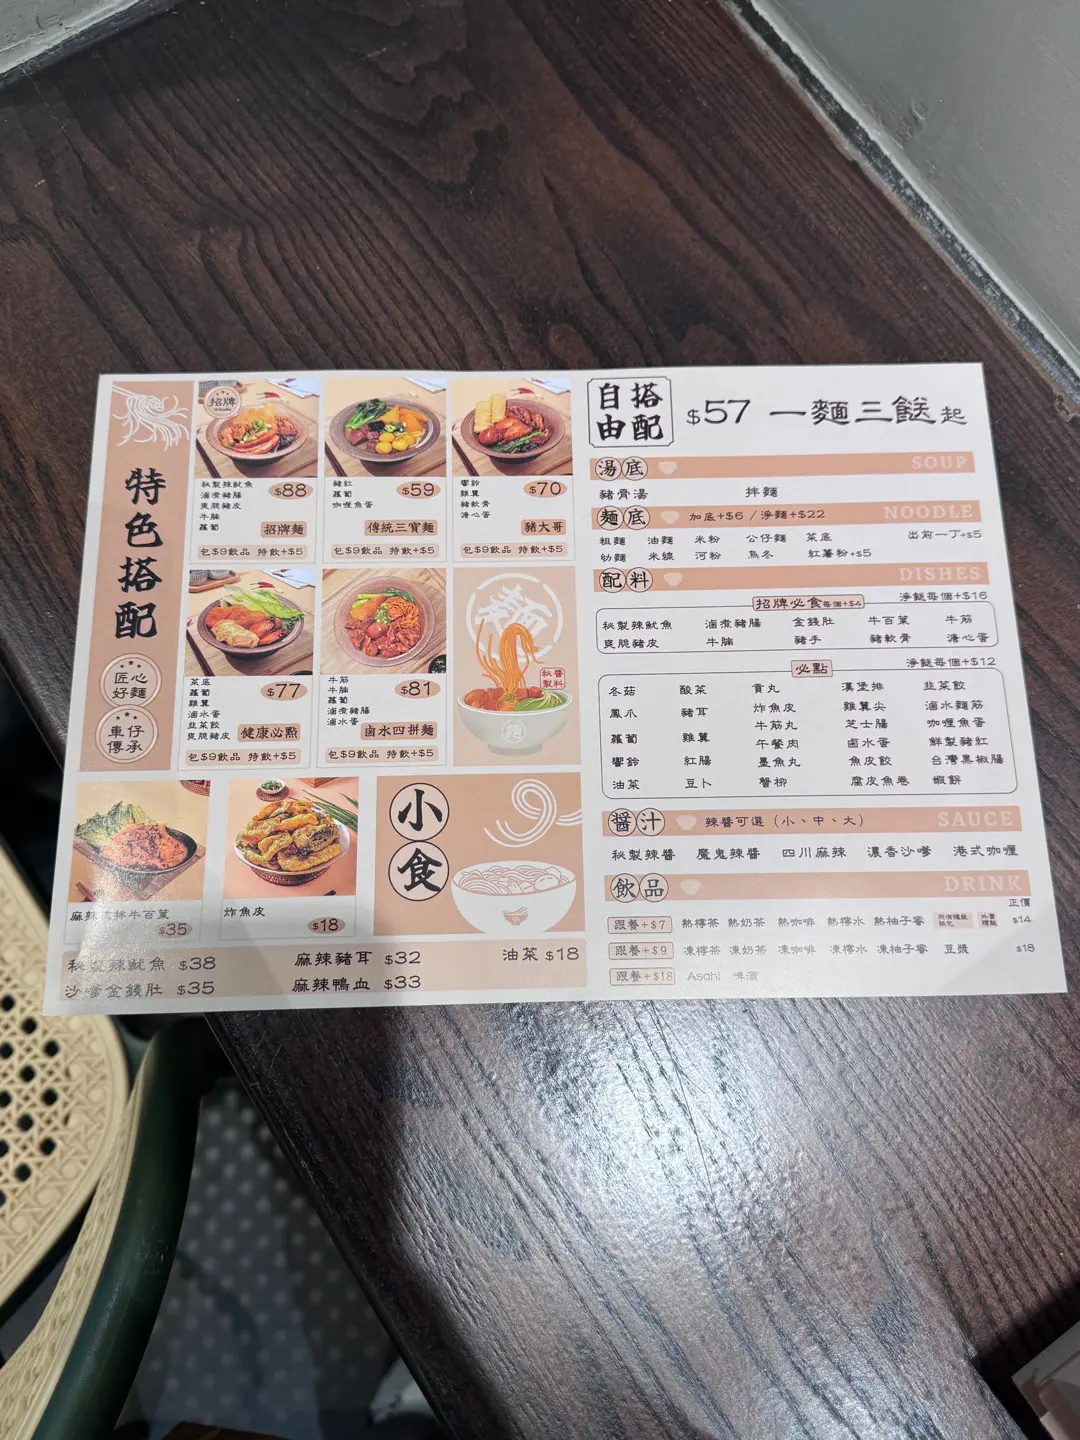 特色搭配
匠心
好麵
車仔
傳承
招牌
秘製辣魷魚
滷煮豬腸
爽脆豬皮
牛腩
蘿蔔
$88
招牌麵
包$9飲品 特飲+$5
豬紅
蘿蔔
咖喱魚蛋
$59
傳統三寶麵
包$9飲品 特飲+$5
響鈴
雞翼
豬軟骨
溏心蛋
$70
豬大哥
包$9飲品 特飲+$5
菜底
蘿蔔
雞翼
滷水蛋
韭菜餃
爽脆豬皮
$77
健康必點
包$9飲品 特飲+$5
牛筋
牛腩
蘿蔔
滷煮豬腸
滷水蛋
$81
鹵水四拼麵
包$9飲品 特飲+$5
麵
秘醬
製料
麵
麻辣 拌牛百葉
$35
炸魚皮
$18
小食
秘製辣魷魚 $38
麻辣豬耳 $32
油菜 $18
沙嗲金錢肚 $35
麻辣鴨血 $33
自搭
由配
$57 一麵三餸起
湯底 SOUP
豬骨湯 拌麵
麵底 加底+$6 / 淨麵+$22 NOODLE
粗麵 油麵 米粉 公仔麵 菜底 出前一丁+$5
幼麵 米線 河粉 烏冬 紅薯粉+$5
配料 DISHES
招牌必食每個+$4 淨餸每個+$16
秘製辣魷魚 滷煮豬腸 金錢肚 牛百葉 牛筋
爽脆豬皮 牛腩 豬手 豬軟骨 溏心蛋
必點 淨餸每個+$12
冬菇 酸菜 貢丸 漢堡排 韭菜餃
鳳爪 豬耳 炸魚皮 雞翼尖 滷水麵筋
蘿蔔 雞翼 牛筋丸 芝士腸 咖喱魚蛋
響鈴 紅腸 午餐肉 鹵水蛋 鮮製豬紅
油菜 豆卜 墨魚丸 魚皮餃 台灣黑椒腸
蟹柳 腐皮魚卷 蝦餅
醬汁 辣醬可選 (小、中、大) SAUCE
秘製辣醬 魔鬼辣醬 四川麻辣 濃香沙嗲 港式咖喱
飲品 DRINK
正價
跟餐+$7 熱檸茶 熱奶茶 熱咖啡 熱檸水 熱柚子蜜 $14
跟餐+$9 凍檸茶 凍奶茶 凍咖啡 凍檸水 凍柚子蜜 豆漿 $18
跟餐+$18 Asahi 啤酒